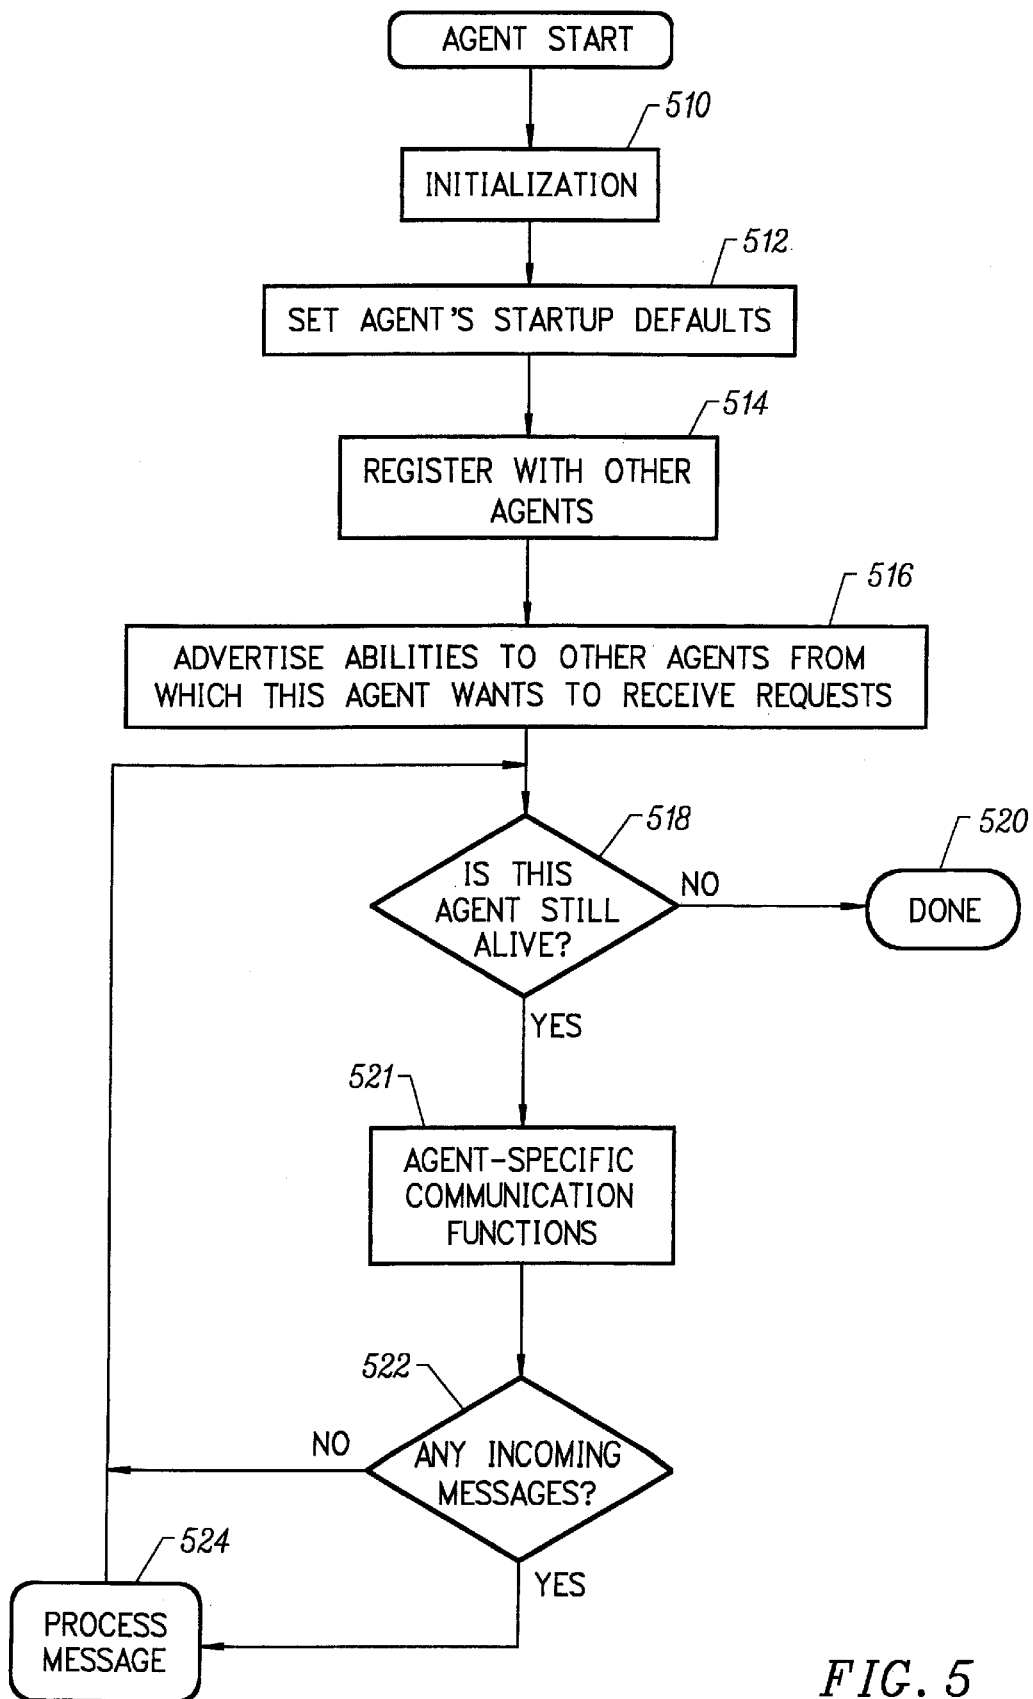 AGENT START
510
INITIALIZATION
512
SET AGENT'S STARTUP DEFAULTS
514
REGISTER WITH OTHER
AGENTS
516
ADVERTISE ABILITIES TO OTHER AGENTS FROM
WHICH THIS AGENT WANTS TO RECEIVE REQUESTS
518
IS THIS
AGENT STILL
ALIVE?
NO
520
DONE
YES
521
AGENT-SPECIFIC
COMMUNICATION
FUNCTIONS
522
ANY INCOMING
MESSAGES?
NO
YES
524
PROCESS
MESSAGE
FIG. 5